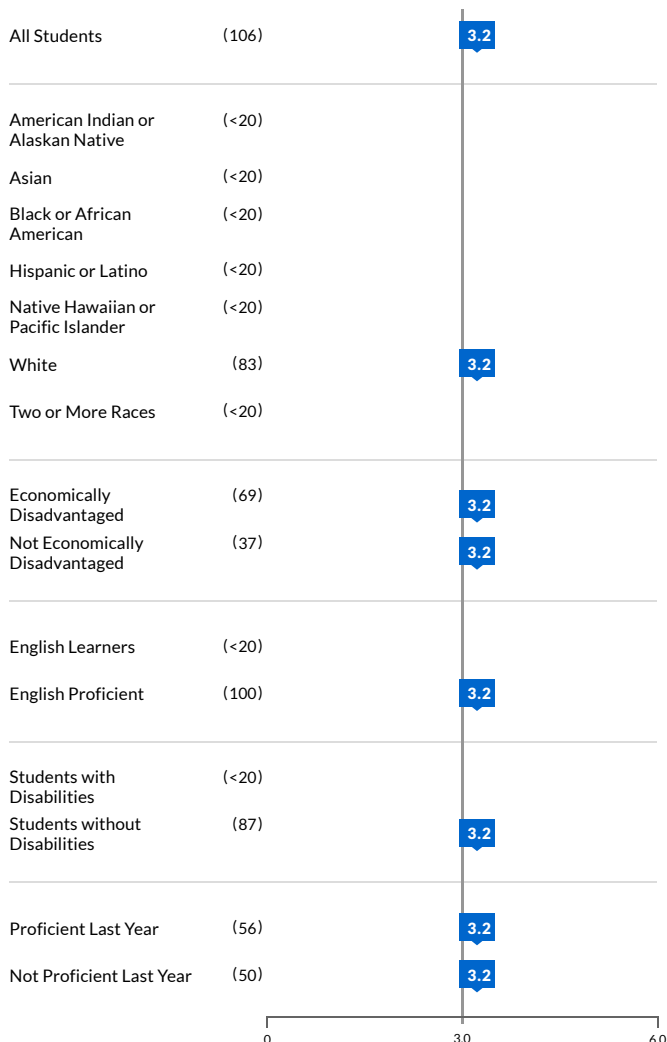 All Students (106) 3.2
American Indian or (<20)
Alaskan Native
Asian (<20)
Black or African (<20)
American
Hispanic or Latino (<20)
Native Hawaiian or (<20)
Pacific Islander
White (83) 3.2
Two or More Races (<20)
Economically (69) 3.2
Disadvantaged
Not Economically (37) 3.2
Disadvantaged
English Learners (<20)
English Proficient (100) 3.2
Students with (<20)
Disabilities
Students without (87) 3.2
Disabilities
Proficient Last Year (56) 3.2
Not Proficient Last Year (50) 3.2
0 3.0 6.0